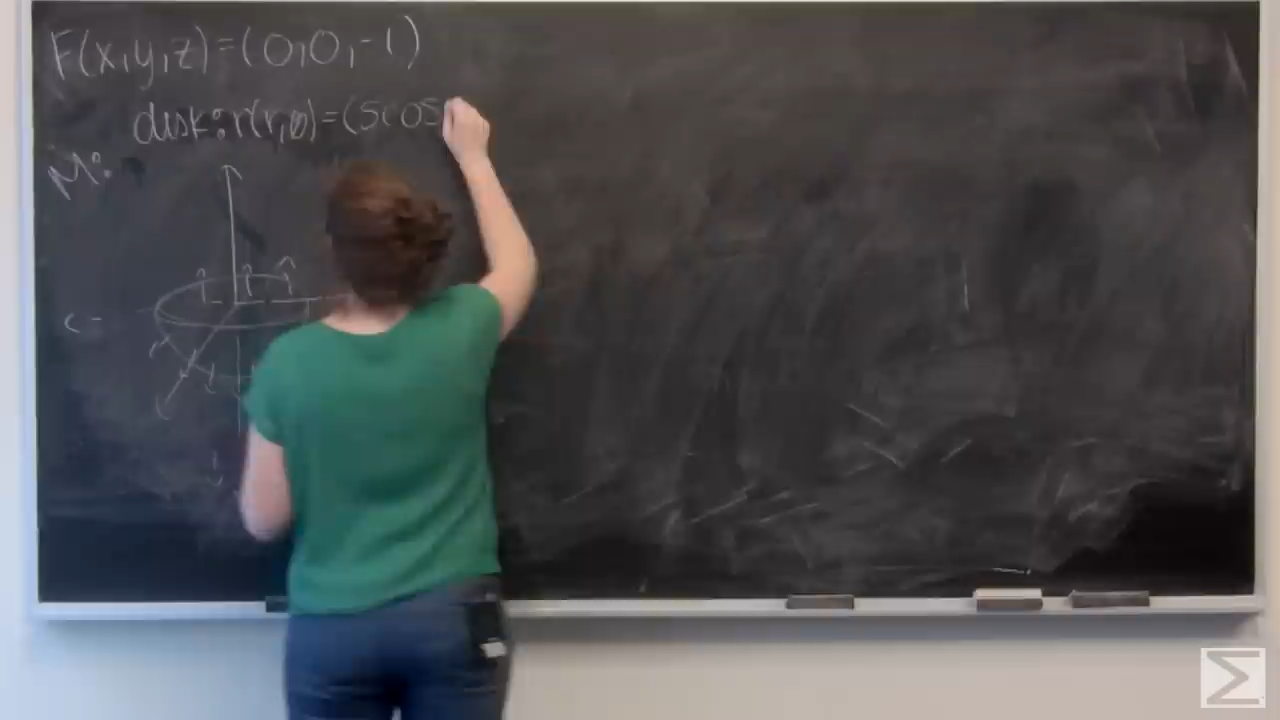 F(x,y,z)=(0,0,-1)
disk: r(r,θ)=(5cos
M:
c -
Σ